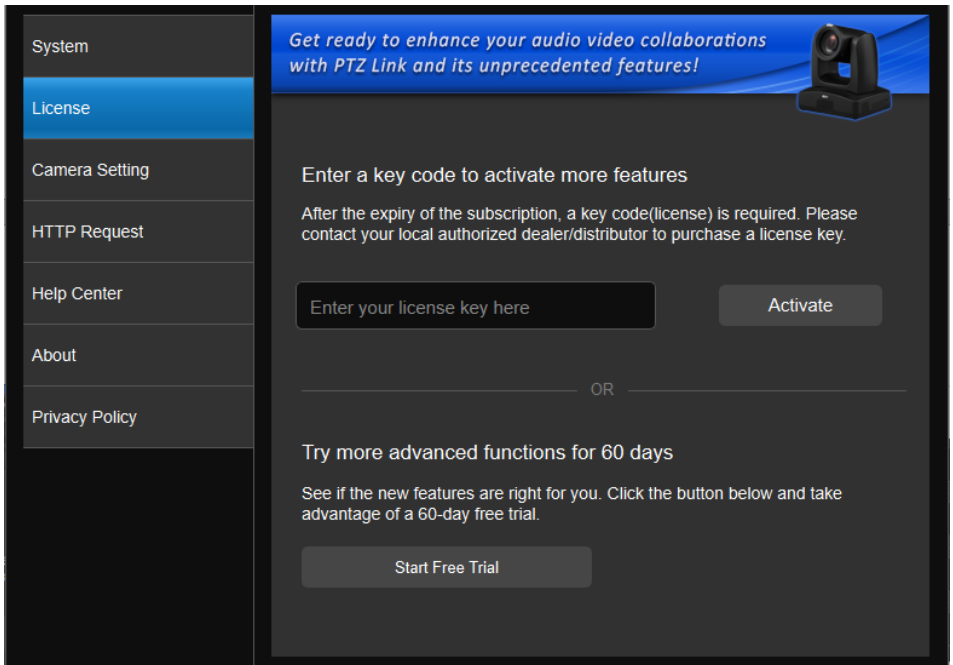 Get ready to enhance your audio video collaborations
with PTZ Link and its unprecedented features!
System
License
Camera Setting
HTTP Request
Help Center
About
Privacy Policy
Enter a key code to activate more features
After the expiry of the subscription, a key code(license) is required. Please
contact your local authorized dealer/distributor to purchase a license key.
Enter your license key here
Activate
OR
Try more advanced functions for 60 days
See if the new features are right for you. Click the button below and take
advantage of a 60-day free trial.
Start Free Trial